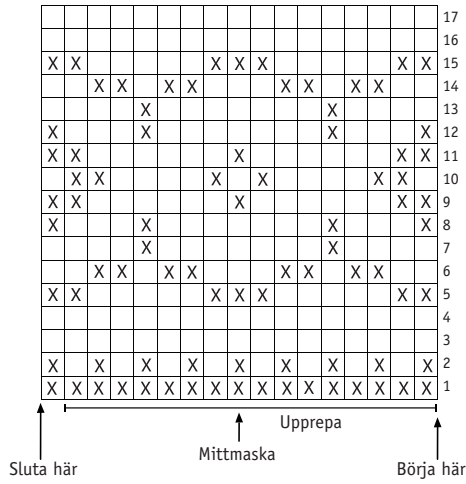 17
16
X X X X X X X 15
X X X X X X X X 14
X X 13
X X X X 12
X X X X X 11
X X X X X X 10
X X X X X 9
X X X X 8
X X 7
X X X X X X X X 6
X X X X X X X 5
4
3
X X X X X X X X X 2
X X X X X X X X X X X X X X X X X 1
Upprepa
Mittmaska
Sluta här
Börja här